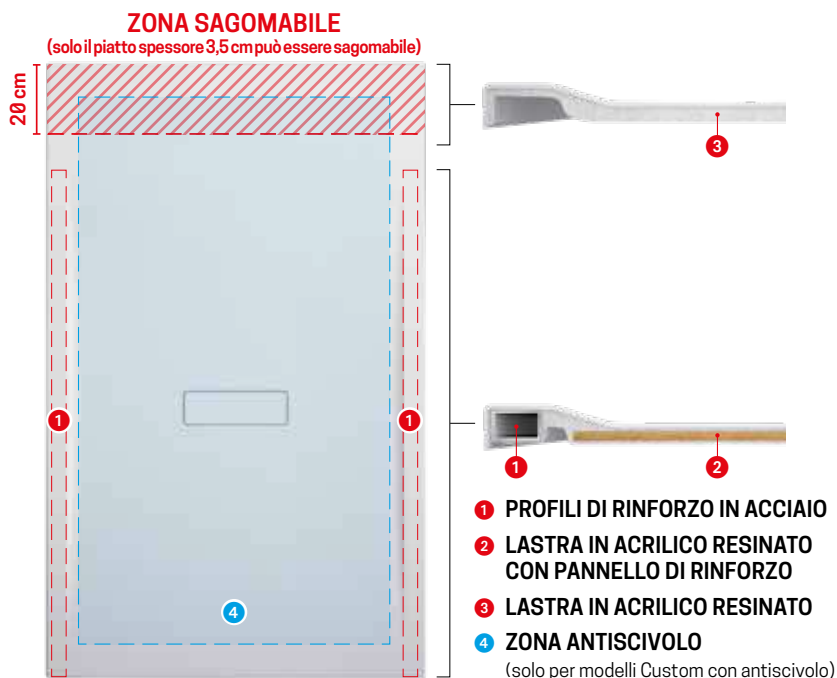 ZONA SAGOMABILE
(solo il piatto spessore 3,5 cm può essere sagomabile)
20 cm
3
1
1
1
2
4
1 PROFILI DI RINFORZO IN ACCIAIO
2 LASTRA IN ACRILICO RESINATO
CON PANNELLO DI RINFORZO
3 LASTRA IN ACRILICO RESINATO
4 ZONA ANTISCIVOLO
(solo per modelli Custom con antiscivolo)